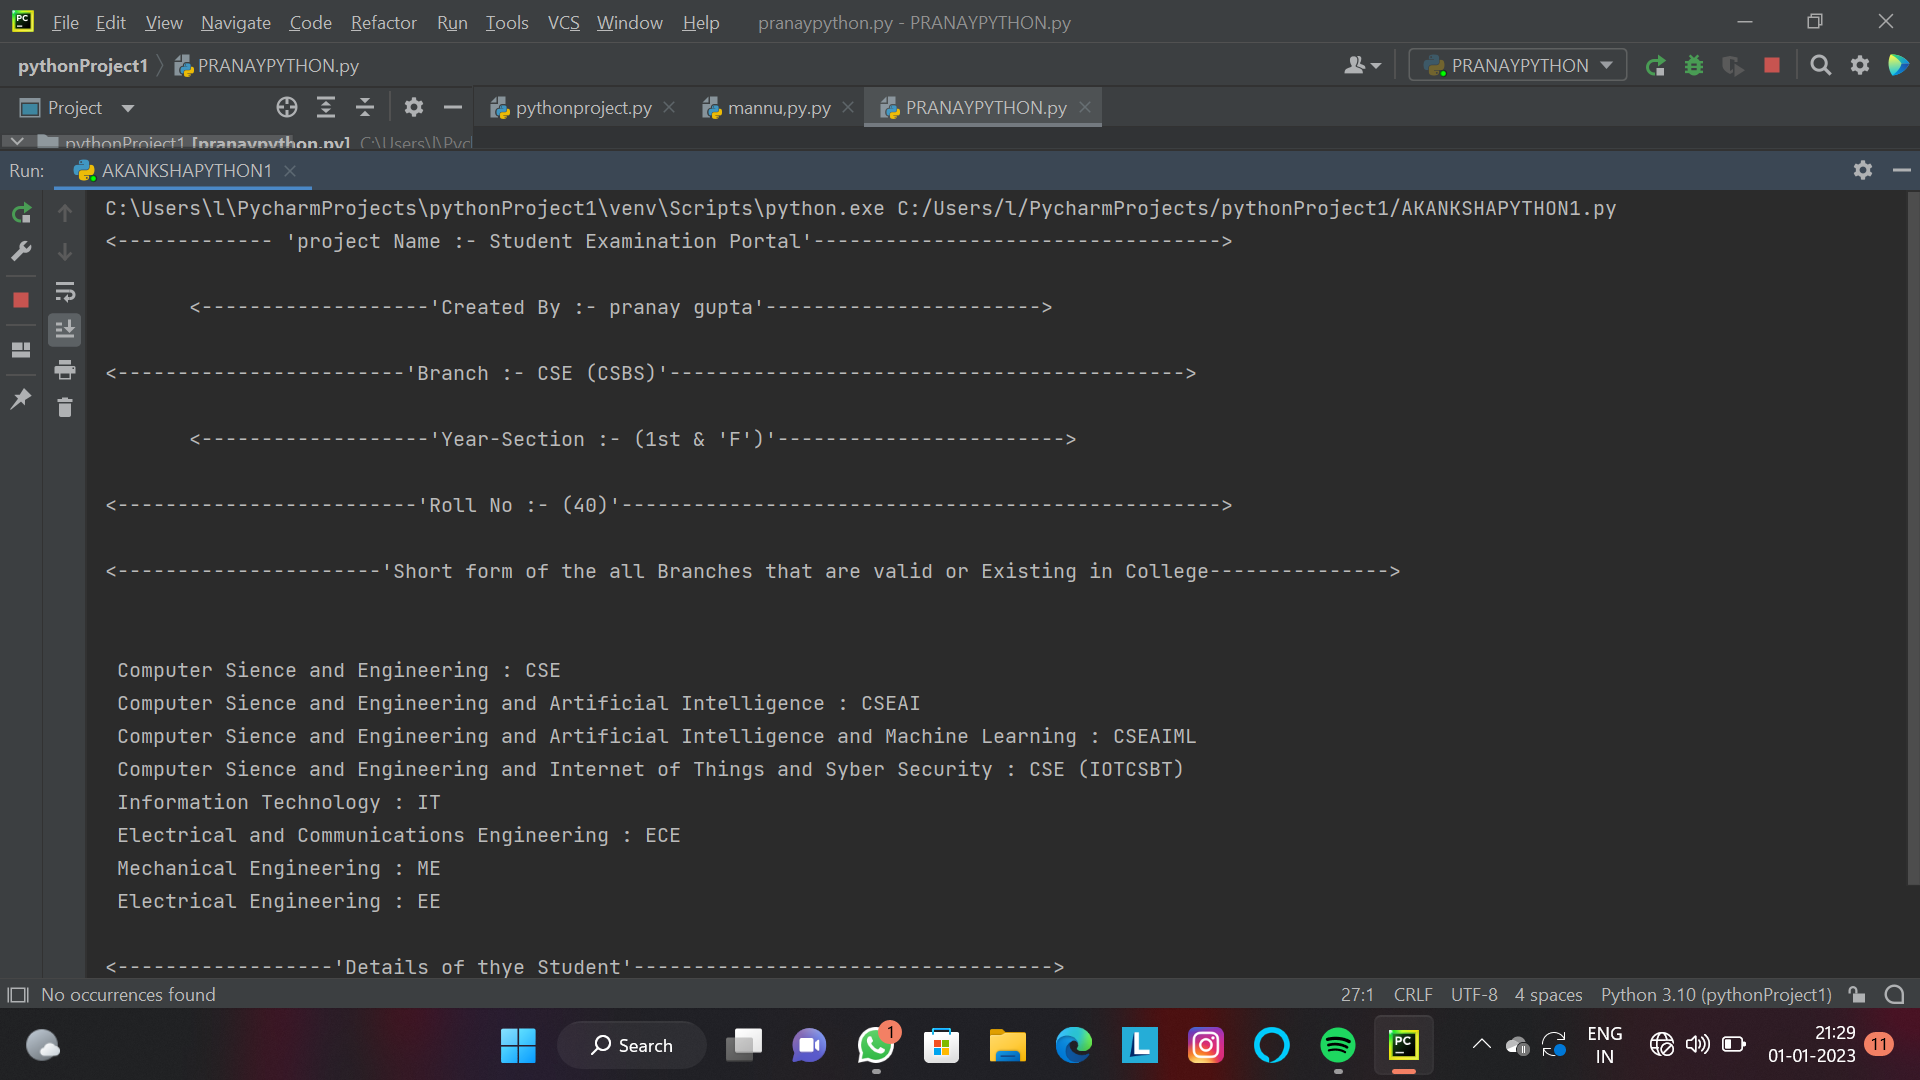 File Edit View Navigate Code Refactor Run Tools VCS Window Help pranaypython.py - PRANAYPYTHON.py
pythonProject1 PRANAYPYTHON.py PRANAYPYTHON
Project pythonproject.py mannu,py.py PRANAYPYTHON.py
pythonProject1 [pranaypython.py] C:\Users\l\Pyc
Run: AKANKSHAPYTHON1
C:\Users\l\PycharmProjects\pythonProject1\venv\Scripts\python.exe C:/Users/l/PycharmProjects/pythonProject1/AKANKSHAPYTHON1.py
<------------- 'project Name :- Student Examination Portal'---------------------------------->
<-------------------'Created By :- pranay gupta'----------------------->
<------------------------'Branch :- CSE (CSBS)'------------------------------------------->
<-------------------'Year-Section :- (1st & 'F')'------------------------>
<-------------------------'Roll No :- (40)'-------------------------------------------------->
<----------------------'Short form of the all Branches that are valid or Existing in College--------------->
Computer Sience and Engineering : CSE
Computer Sience and Engineering and Artificial Intelligence : CSEAI
Computer Sience and Engineering and Artificial Intelligence and Machine Learning : CSEAIML
Computer Sience and Engineering and Internet of Things and Syber Security : CSE (IOTCSBT)
Information Technology : IT
Electrical and Communications Engineering : ECE
Mechanical Engineering : ME
Electrical Engineering : EE
<------------------'Details of thye Student'----------------------------------->
No occurrences found 27:1 CRLF UTF-8 4 spaces Python 3.10 (pythonProject1)
Search 1 L PC ENG IN 21:29 01-01-2023 11